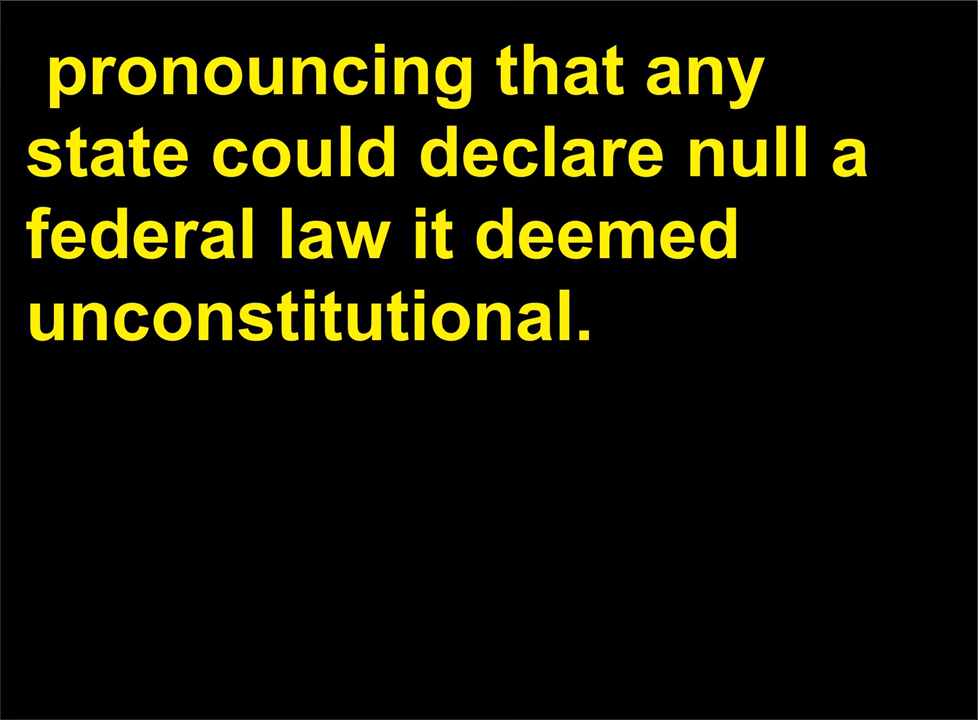 pronouncing that any
state could declare null a
federal law it deemed
unconstitutional.